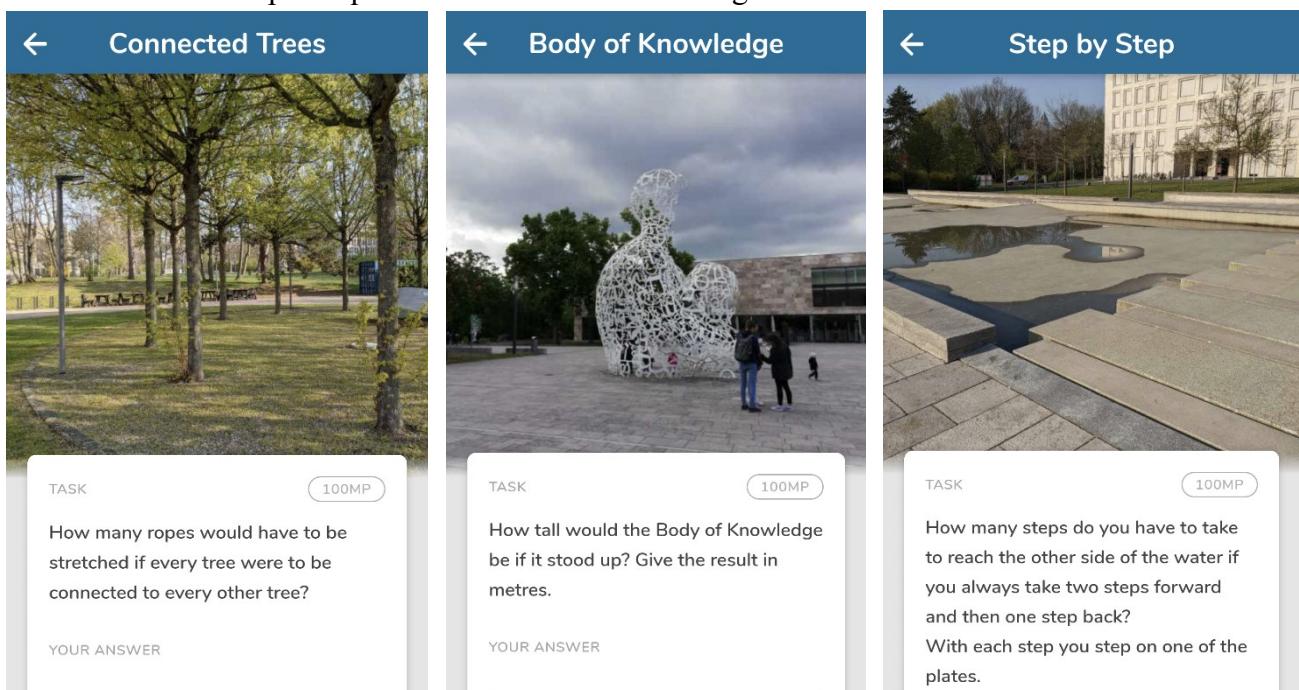 Connected Trees
TASK
100MP
How many ropes would have to be
stretched if every tree were to be
connected to every other tree?
YOUR ANSWER
Body of Knowledge
TASK
100MP
How tall would the Body of Knowledge
be if it stood up? Give the result in
metres.
YOUR ANSWER
Step by Step
TASK
100MP
How many steps do you have to take
to reach the other side of the water if
you always take two steps forward
and then one step back?
With each step you step on one of the
plates.